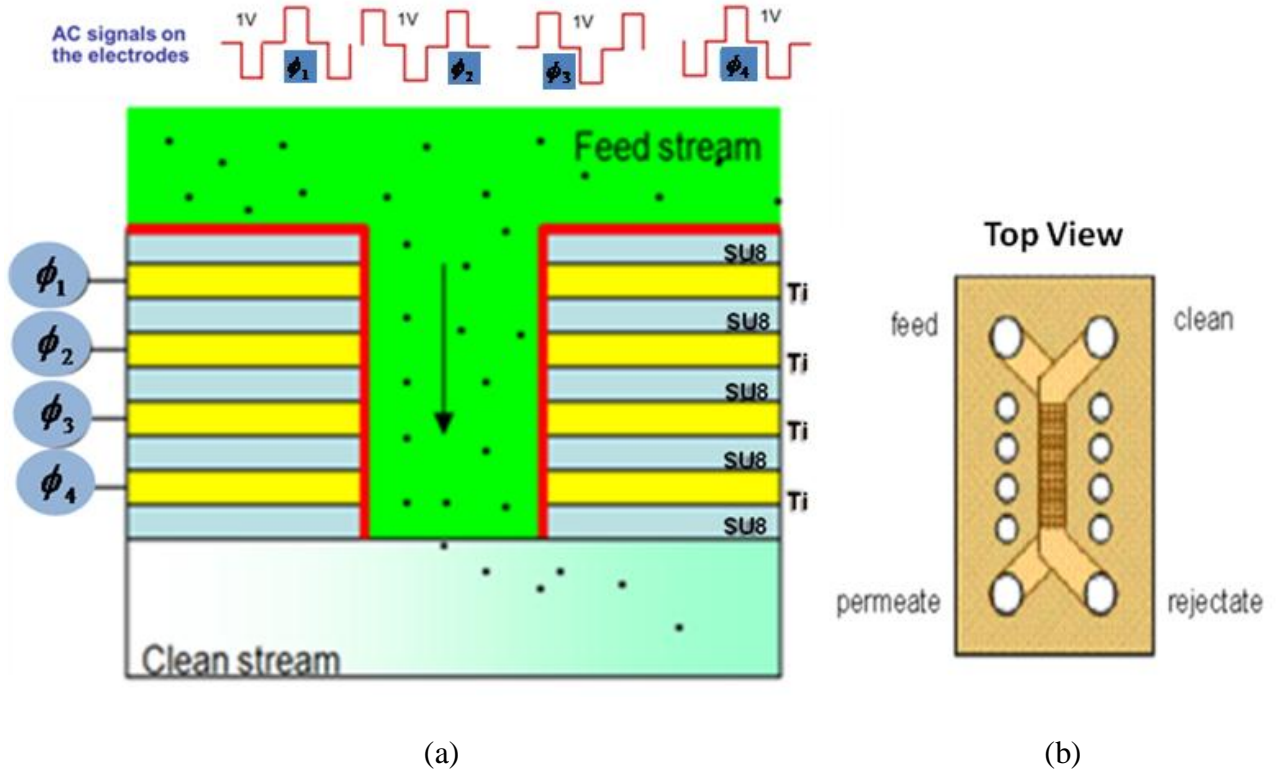 AC signals on
the electrodes
1V
1V
1V
1V
ϕ1
ϕ2
ϕ3
ϕ4
Feed stream
ϕ1
ϕ2
ϕ3
ϕ4
SU8
Ti
SU8
Ti
SU8
Ti
SU8
Ti
SU8
Clean stream
(a)
Top View
feed
clean
permeate
rejectate
(b)